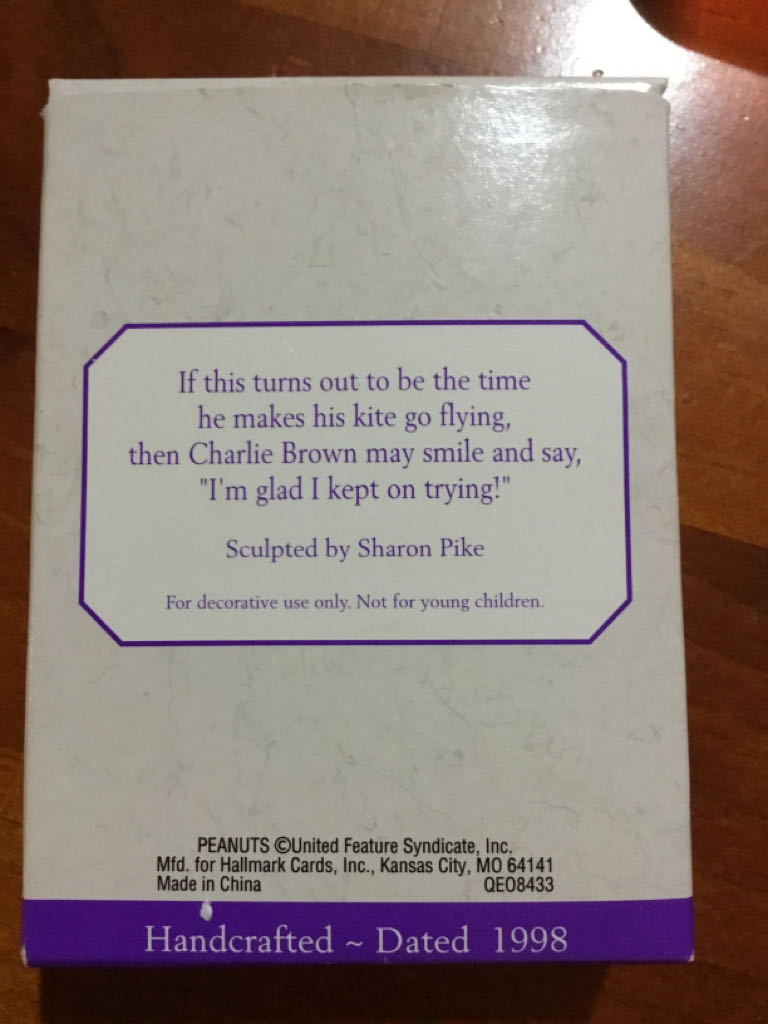 If this turns out to be the time
he makes his kite go flying,
then Charlie Brown may smile and say,
"I'm glad I kept on trying!"
Sculpted by Sharon Pike
For decorative use only. Not for young children.
PEANUTS ©United Feature Syndicate, Inc.
Mfd. for Hallmark Cards, Inc., Kansas City, MO 64141
Made in China QEO8433
Handcrafted ~ Dated 1998